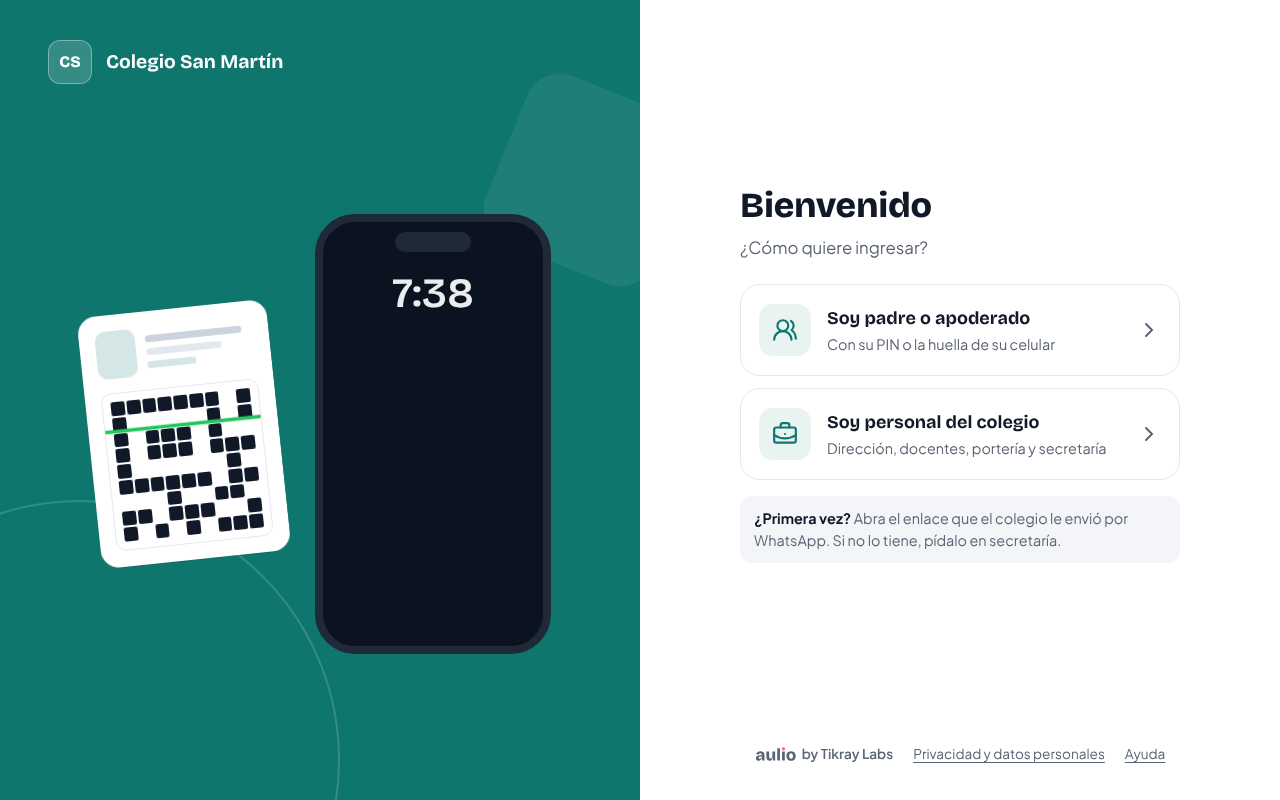 CS
Colegio San Martín
7:38
Bienvenido
¿Cómo quiere ingresar?
Soy padre o apoderado
Con su PIN o la huella de su celular
Soy personal del colegio
Dirección, docentes, portería y secretaría
¿Primera vez? Abra el enlace que el colegio le envió por
WhatsApp. Si no lo tiene, pídalo en secretaría.
aulio by Tikray Labs
Privacidad y datos personales
Ayuda